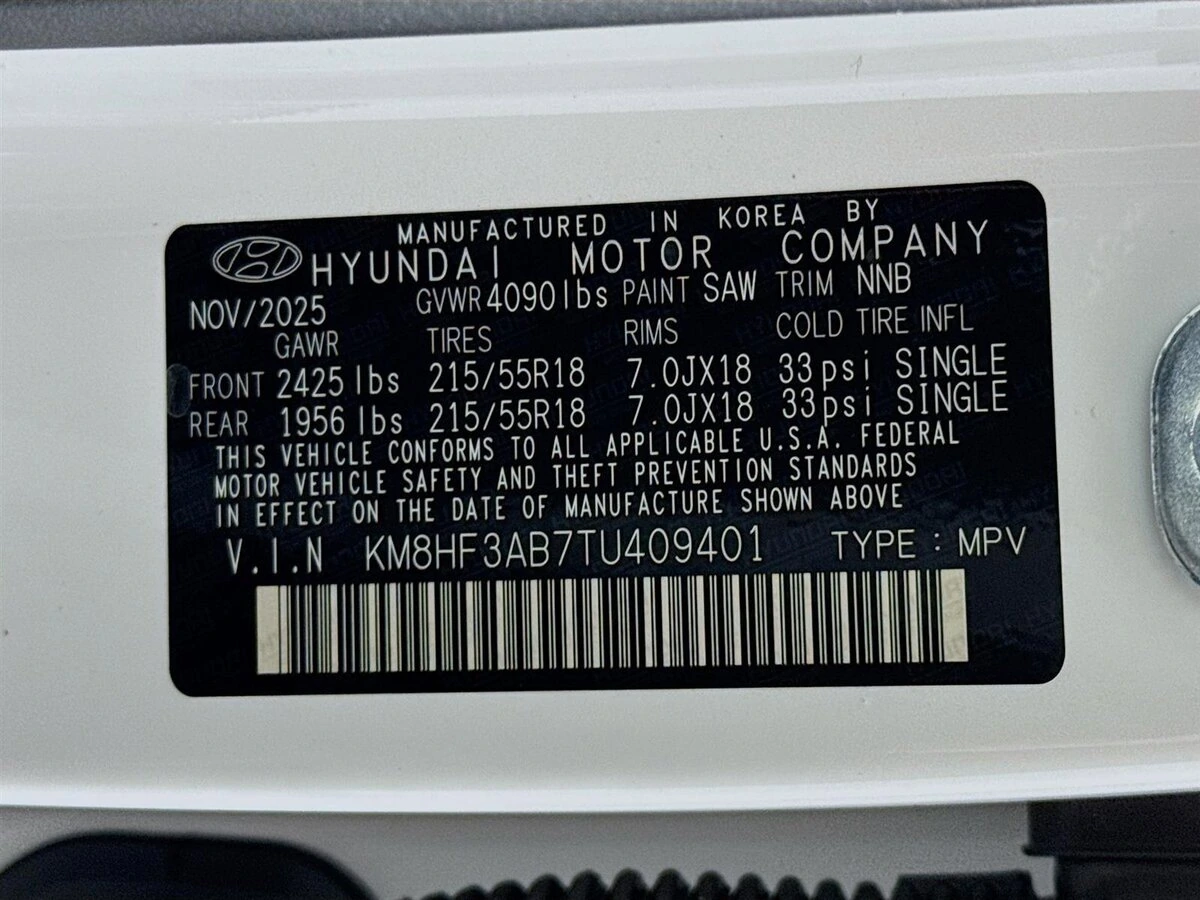 MANUFACTURED IN KOREA BY
HYUNDAI MOTOR COMPANY
NOV/2025 GVWR 4090lbs PAINT SAW TRIM NNB
GAWR TIRES RIMS COLD TIRE INFL
FRONT 2425 lbs 215/55R18 7.0JX18 33psi SINGLE
REAR 1956 lbs 215/55R18 7.0JX18 33psi SINGLE
THIS VEHICLE CONFORMS TO ALL APPLICABLE U.S.A. FEDERAL
MOTOR VEHICLE SAFETY AND THEFT PREVENTION STANDARDS
IN EFFECT ON THE DATE OF MANUFACTURE SHOWN ABOVE
V.I.N KM8HF3AB7TU409401 TYPE : MPV